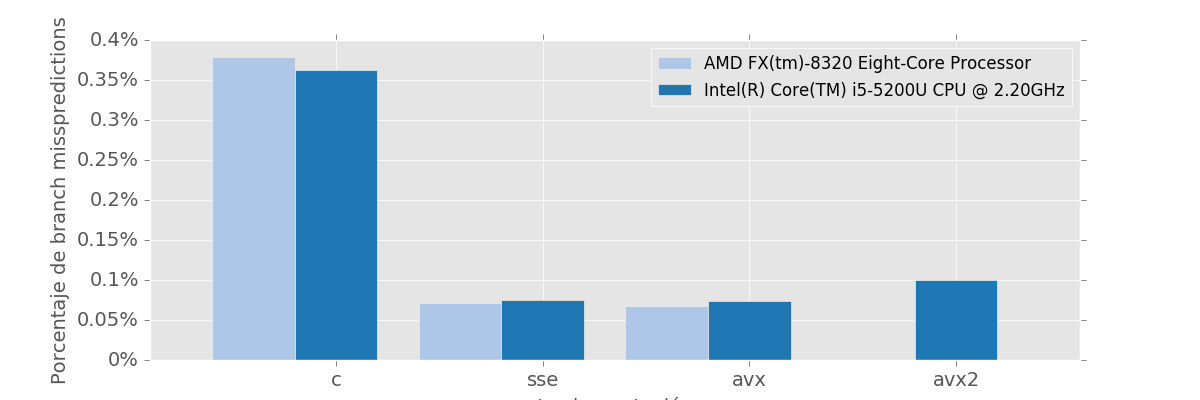 Porcentaje de branch misspredictions
0.4%
0.35%
0.3%
0.25%
0.2%
0.15%
0.1%
0.05%
0%
AMD FX(tm)-8320 Eight-Core Processor
Intel(R) Core(TM) i5-5200U CPU @ 2.20GHz
c
sse
avx
avx2